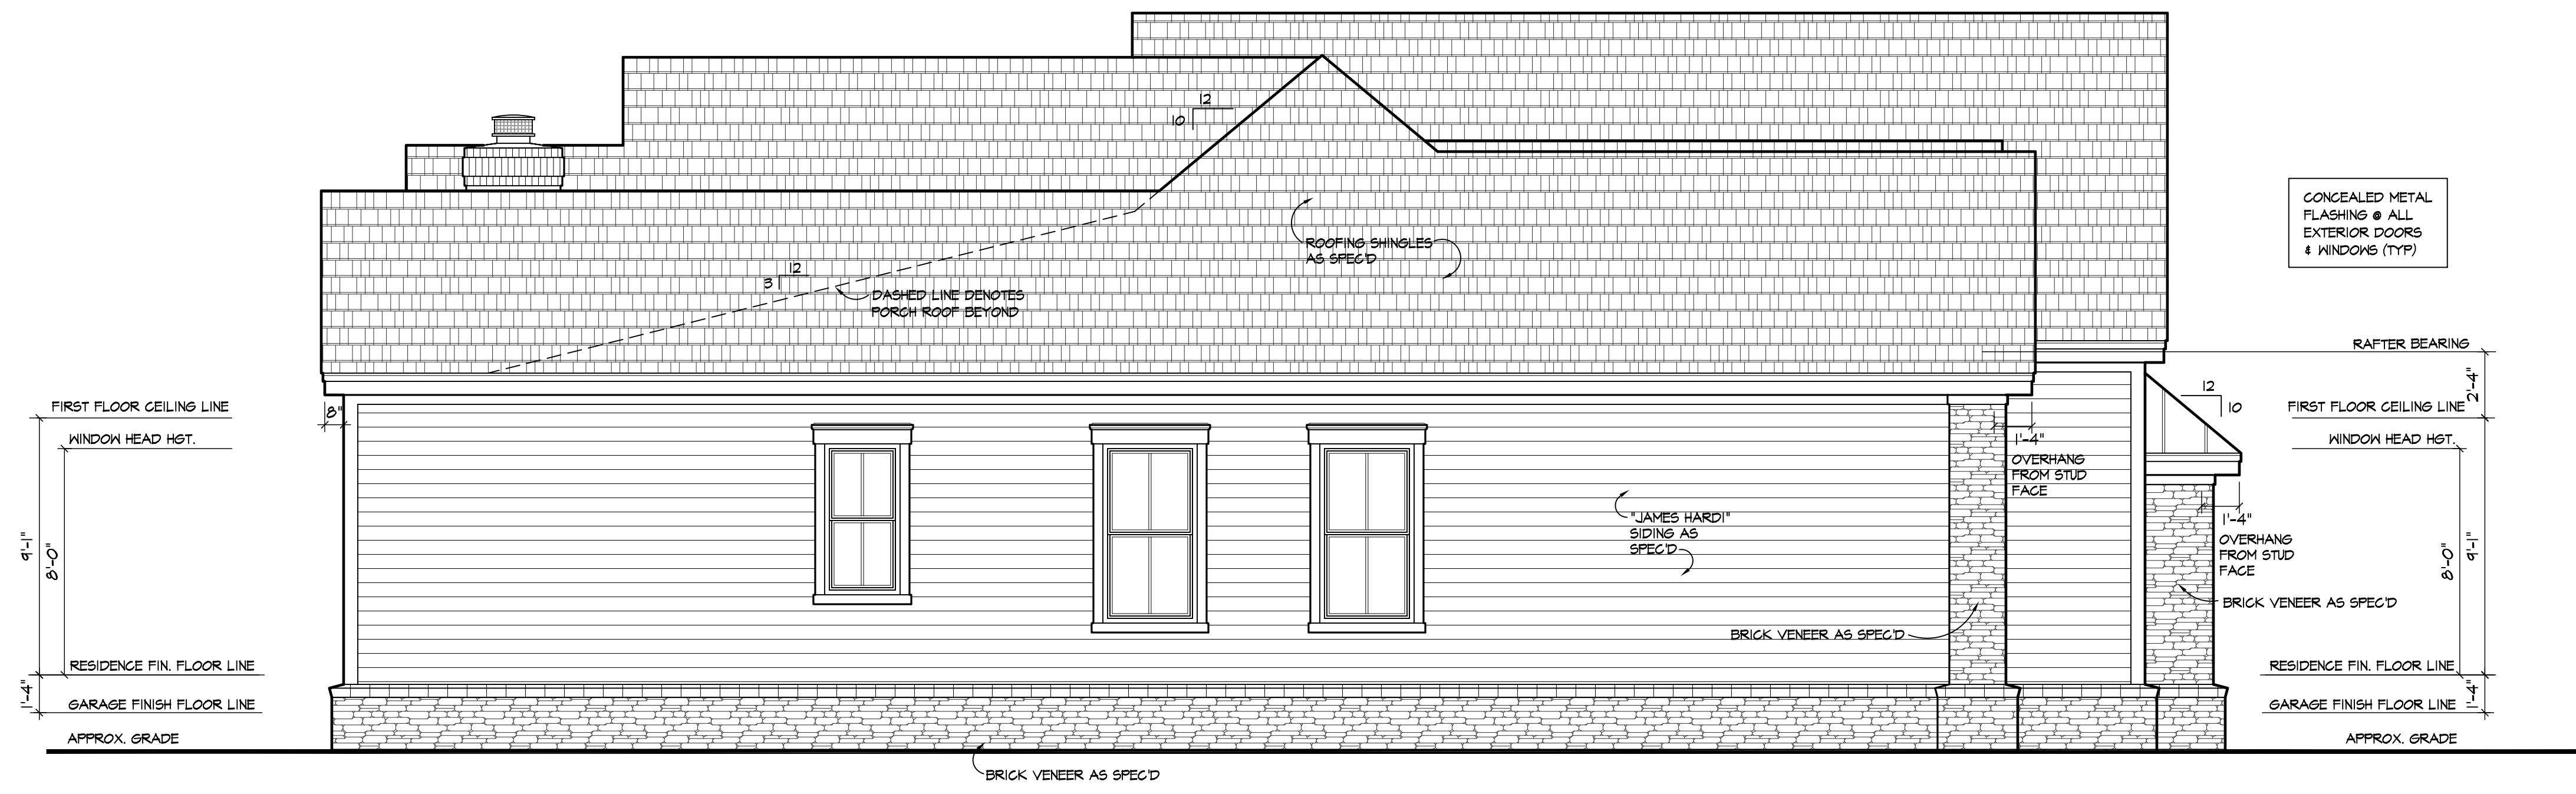 12
10
12
3
ROOFING SHINGLES
AS SPEC'D
DASHED LINE DENOTES
PORCH ROOF BEYOND
CONCEALED METAL
FLASHING @ ALL
EXTERIOR DOORS
& WINDOWS (TYP)
RAFTER BEARING
2'-4"
12
10
FIRST FLOOR CEILING LINE
WINDOW HEAD HGT.
8"
9'-1"
8'-0"
RESIDENCE FIN. FLOOR LINE
1'-4"
GARAGE FINISH FLOOR LINE
APPROX. GRADE
"JAMES HARDI"
SIDING AS
SPEC'D
1'-4"
OVERHANG
FROM STUD
FACE
BRICK VENEER AS SPEC'D
BRICK VENEER AS SPEC'D
FIRST FLOOR CEILING LINE
WINDOW HEAD HGT.
1'-4"
OVERHANG
FROM STUD
FACE
BRICK VENEER AS SPEC'D
8'-0"
9'-1"
RESIDENCE FIN. FLOOR LINE
1'-4"
GARAGE FINISH FLOOR LINE
APPROX. GRADE